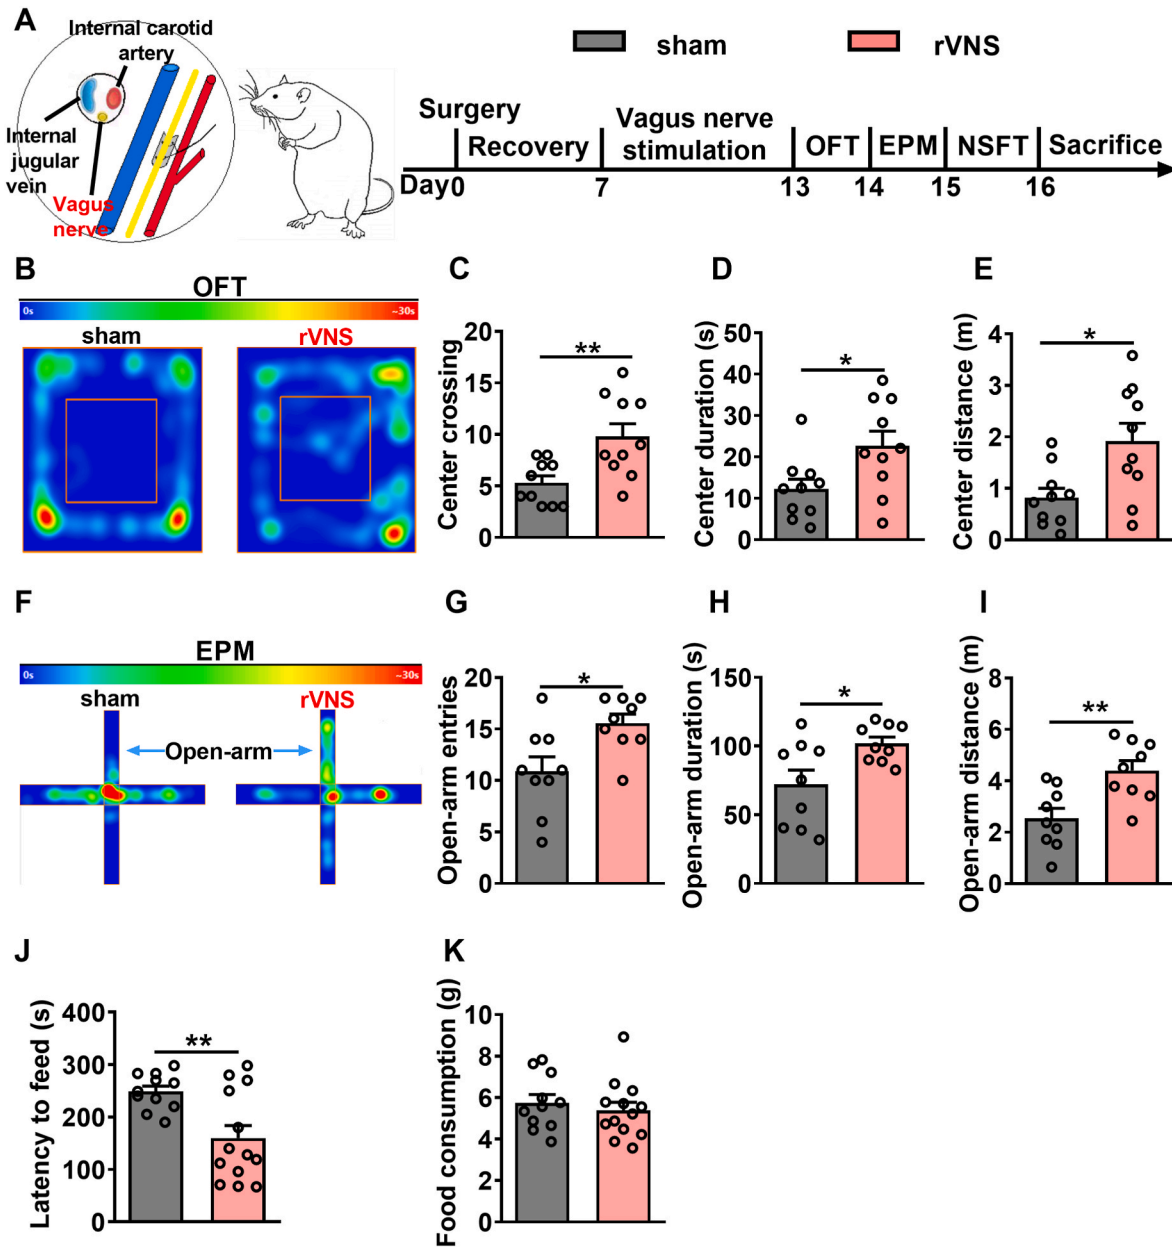 A
Internal carotid
artery
Internal
jugular
vein
Vagus
nerve
sham
rVNS
Surgery
Recovery
Vagus nerve
stimulation
OFT
EPM
NSFT
Sacrifice
Day0
7
13
14
15
16
B
OFT
0s
~30s
sham
rVNS
C
Center crossing
20
15
10
5
0
**
D
Center duration (s)
50
40
30
20
10
0
*
E
Center distance (m)
4
3
2
1
0
*
F
EPM
0s
~30s
sham
rVNS
Open-arm
G
Open-arm entries
20
15
10
5
0
*
H
Open-arm duration (s)
150
100
50
0
*
I
Open-arm distance (m)
8
6
4
2
0
**
J
Latency to feed (s)
400
300
200
100
0
**
K
Food consumption (g)
10
8
6
4
2
0